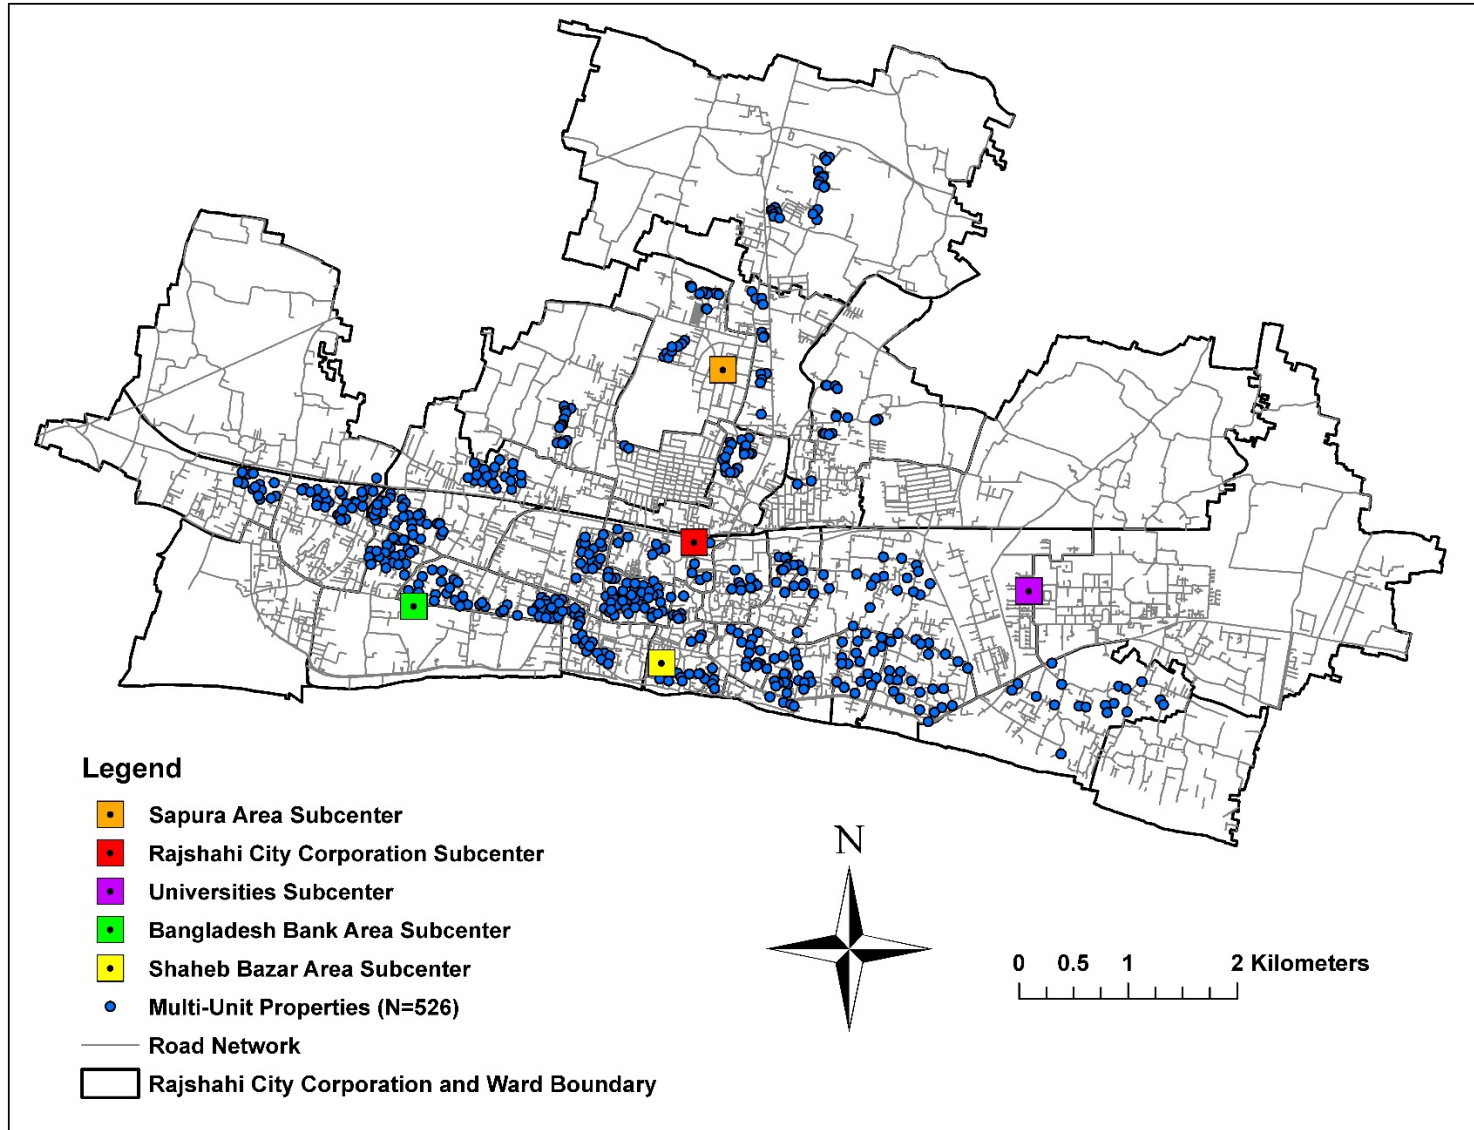 Legend
Sapura Area Subcenter
Rajshahi City Corporation Subcenter
Universities Subcenter
Bangladesh Bank Area Subcenter
Shaheb Bazar Area Subcenter
Multi-Unit Properties (N=526)
Road Network
Rajshahi City Corporation and Ward Boundary
N
0 0.5 1 2 Kilometers